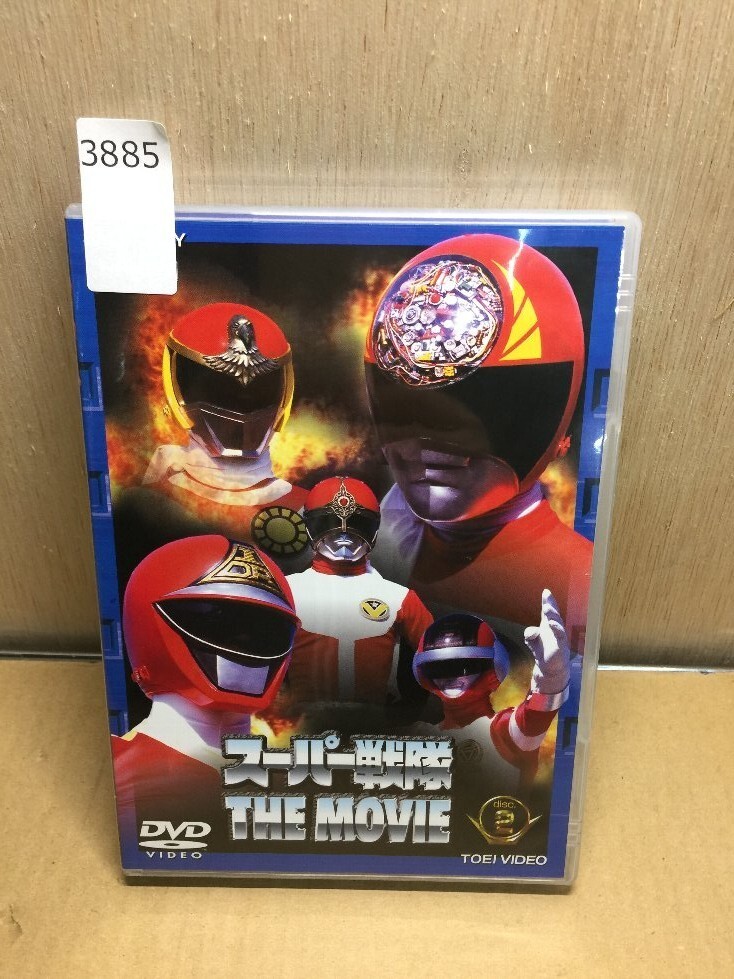 3885
Y
スーパー戦隊
THE MOVIE
disc.
2
DVD
VIDEO
TOEI VIDEO